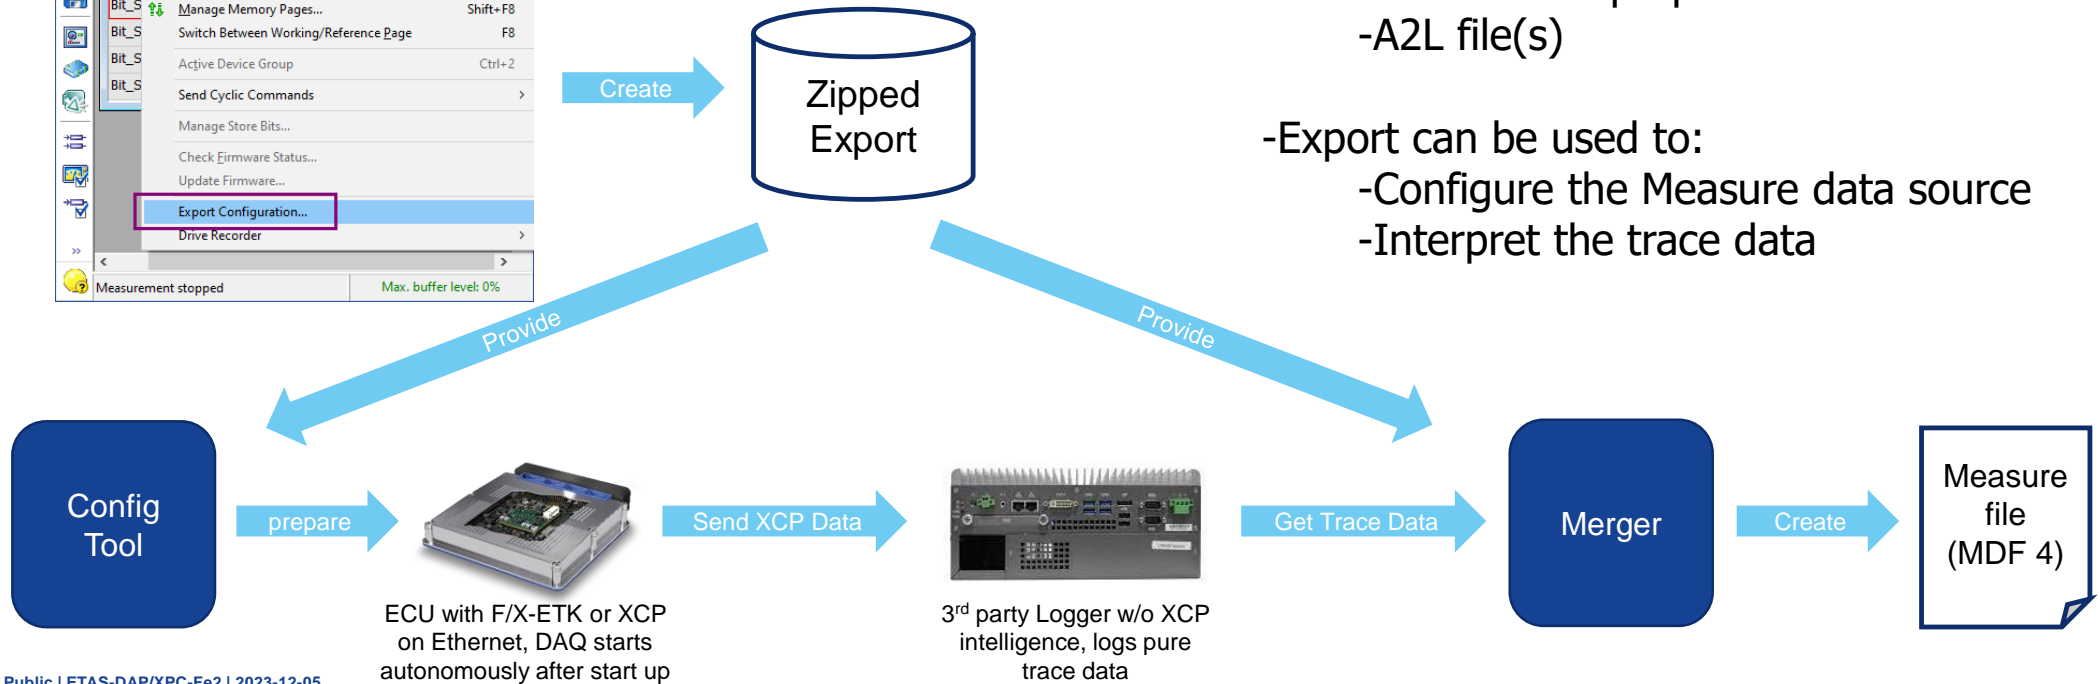 Manage Memory Pages... Shift+F8
Switch Between Working/Reference Page F8
Active Device Group Ctrl+2
Send Cyclic Commands >
Manage Store Bits...
Check Firmware Status...
Update Firmware...
Export Configuration...
Drive Recorder >
Bit_S
Bit_S
Bit_S
Bit_S
Measurement stopped
Max. buffer level: 0%
Create
Zipped
Export
-A2L file(s)
-Export can be used to:
-Configure the Measure data source
-Interpret the trace data
Provide
Provide
Config
Tool
prepare
Send XCP Data
Get Trace Data
Merger
Create
Measure
file
(MDF 4)
ECU with F/X-ETK or XCP
on Ethernet, DAQ starts
autonomously after start up
3rd party Logger w/o XCP
intelligence, logs pure
trace data
Public | ETAS-DAP/XPC-Fe2 | 2023-12-05